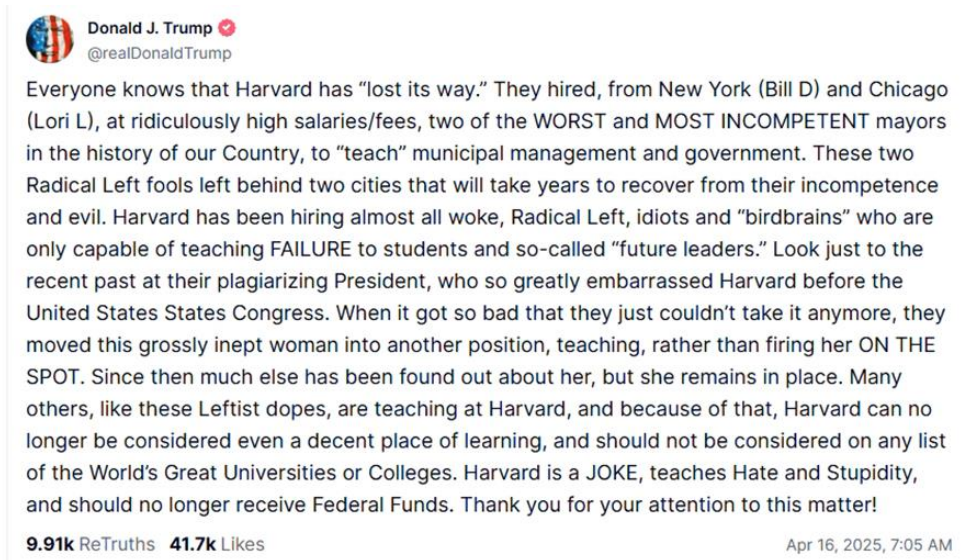 Donald J. Trump
@realDonaldTrump
Everyone knows that Harvard has “lost its way.” They hired, from New York (Bill D) and Chicago
(Lori L), at ridiculously high salaries/fees, two of the WORST and MOST INCOMPETENT mayors
in the history of our Country, to “teach” municipal management and government. These two
Radical Left fools left behind two cities that will take years to recover from their incompetence
and evil. Harvard has been hiring almost all woke, Radical Left, idiots and “birdbrains” who are
only capable of teaching FAILURE to students and so-called “future leaders.” Look just to the
recent past at their plagiarizing President, who so greatly embarrassed Harvard before the
United States States Congress. When it got so bad that they just couldn’t take it anymore, they
moved this grossly inept woman into another position, teaching, rather than firing her ON THE
SPOT. Since then much else has been found out about her, but she remains in place. Many
others, like these Leftist dopes, are teaching at Harvard, and because of that, Harvard can no
longer be considered even a decent place of learning, and should not be considered on any list
of the World’s Great Universities or Colleges. Harvard is a JOKE, teaches Hate and Stupidity,
and should no longer receive Federal Funds. Thank you for your attention to this matter!
9.91k ReTruths 41.7k Likes Apr 16, 2025, 7:05 AM